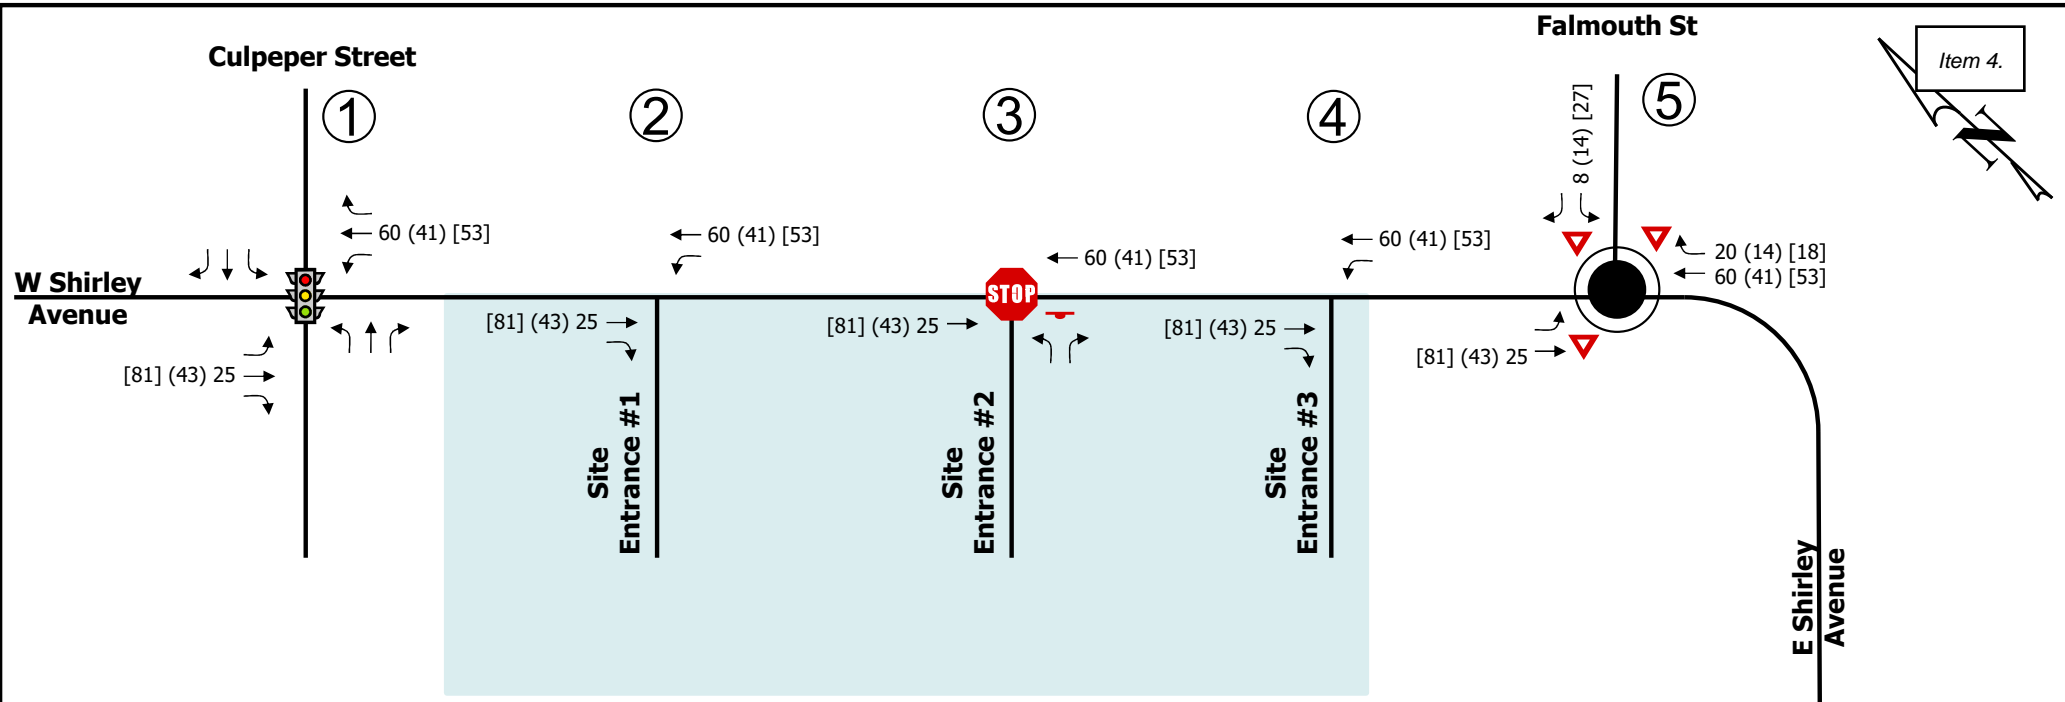 Falmouth St
Item 4.
Culpeper Street
1
2
3
4
5
8 (14) [27]
60 (41) [53]
60 (41) [53]
60 (41) [53]
60 (41) [53]
20 (14) [18]
60 (41) [53]
W Shirley
Avenue
STOP
[81] (43) 25
[81] (43) 25
[81] (43) 25
[81] (43) 25
[81] (43) 25
Site
Entrance #1
Site
Entrance #2
Site
Entrance #3
E Shirley
Avenue
N